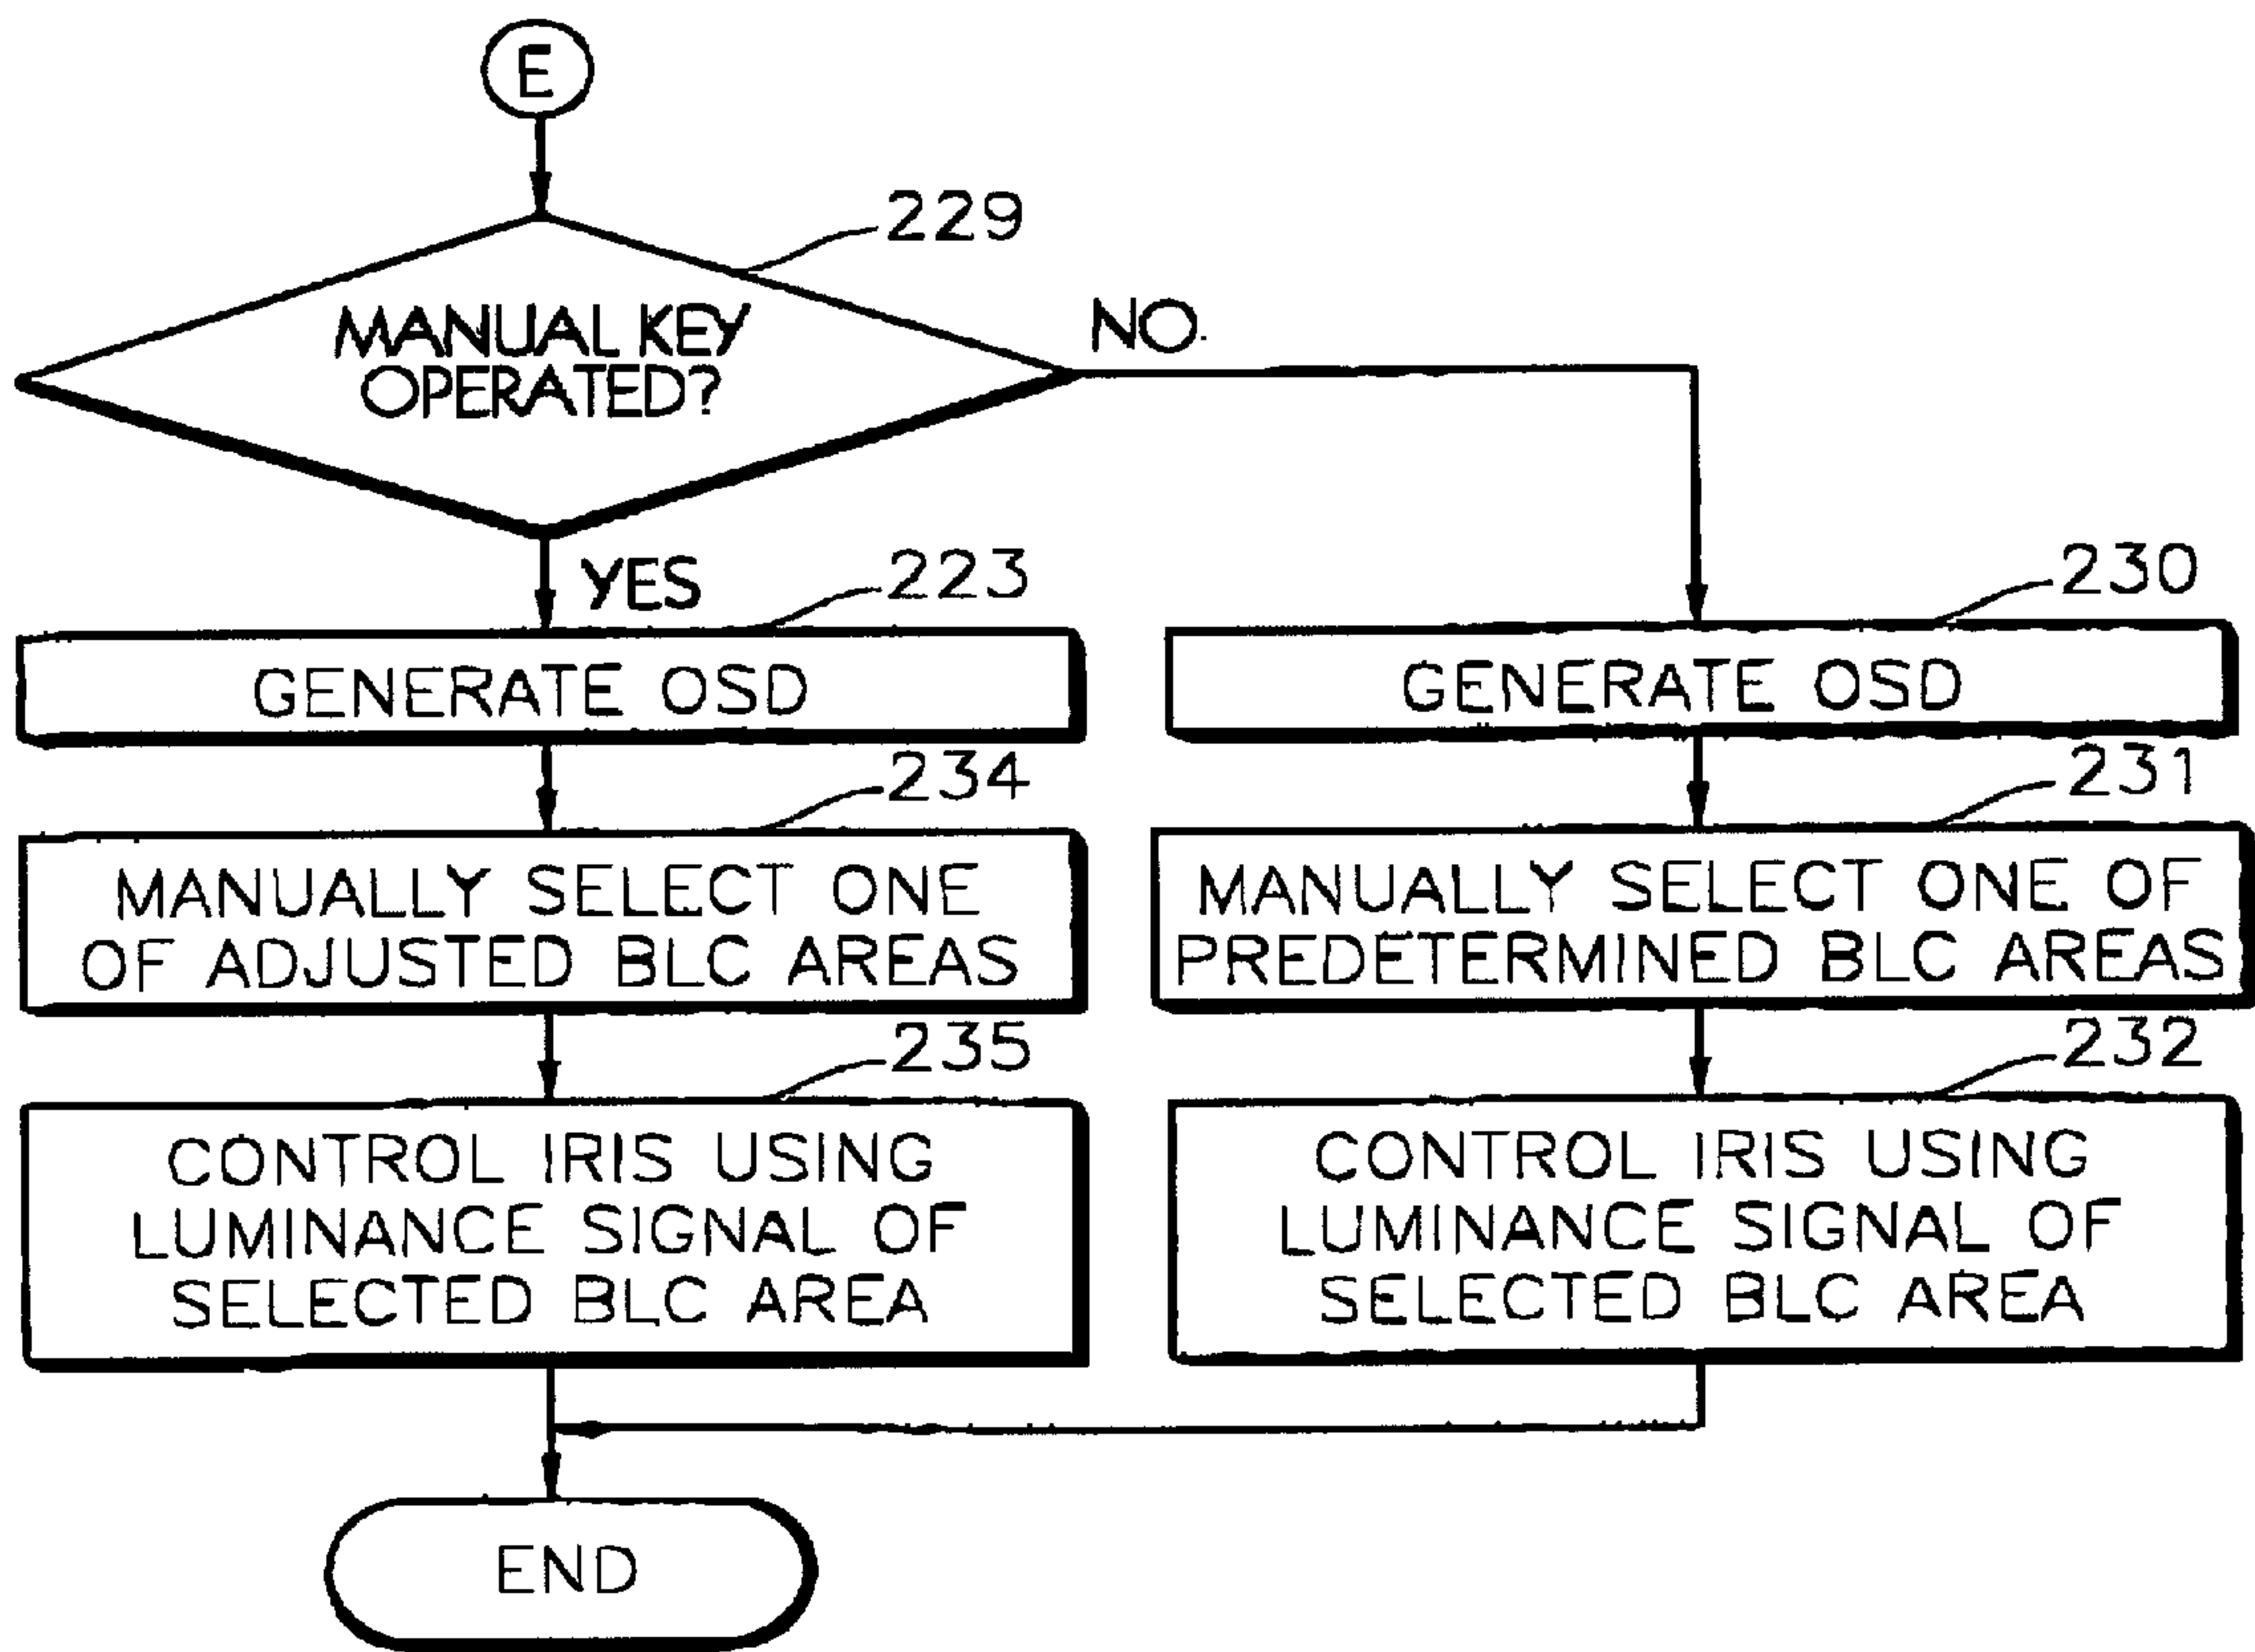 E
229
MANUAL KEY
OPERATED?
NO.
YES
223
GENERATE OSD
234
MANUALLY SELECT ONE
OF ADJUSTED BLC AREAS
235
CONTROL IRIS USING
LUMINANCE SIGNAL OF
SELECTED BLC AREA
230
GENERATE OSD
231
MANUALLY SELECT ONE OF
PREDETERMINED BLC AREAS
232
CONTROL IRIS USING
LUMINANCE SIGNAL OF
SELECTED BLC AREA
END